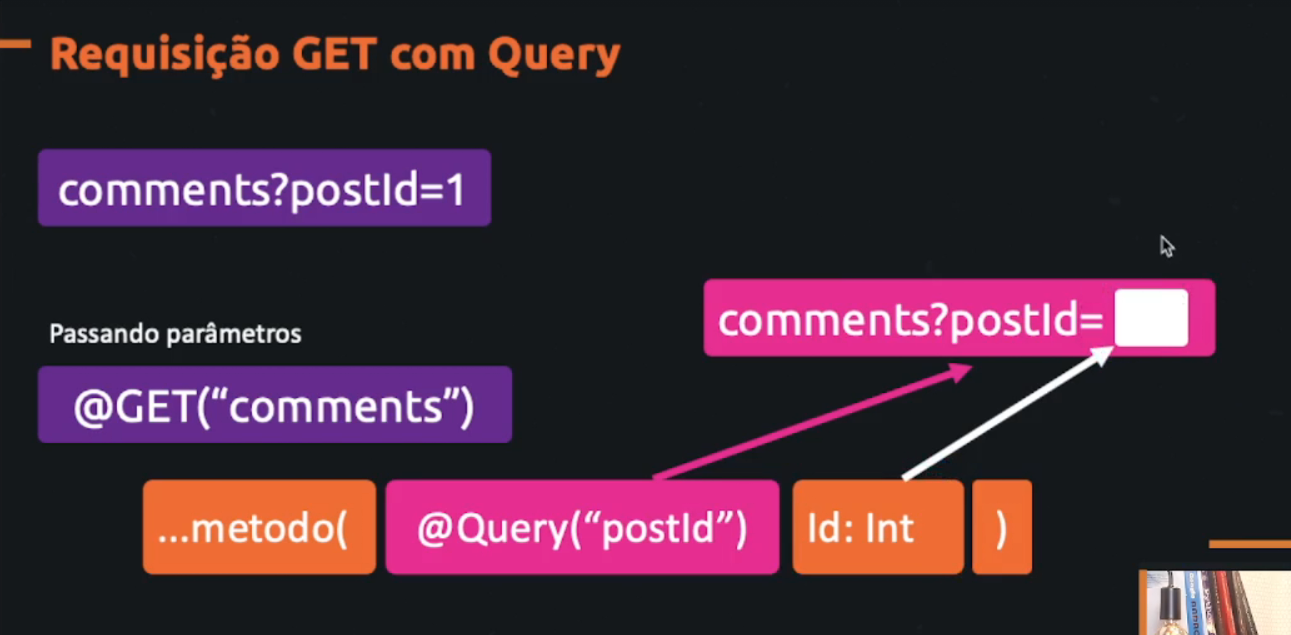 Requisição GET com Query
comments?postId=1
comments?postId=
Passando parâmetros
@GET(“comments”)
...metodo( @Query(“postId”) Id: Int )